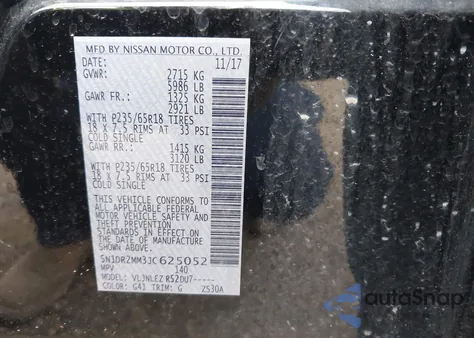 MFD BY NISSAN MOTOR CO., LTD.
DATE: 11/17
GVWR: 2715 KG
5986 LB
GAWR FR.: 1325 KG
2921 LB
WITH P235/65R18 TIRES
18 X 7.5 RIMS AT 33 PSI
COLD SINGLE
GAWR RR.: 1415 KG
3120 LB
WITH P235/65R18 TIRES
18 X 7.5 RIMS AT 33 PSI
COLD SINGLE
THIS VEHICLE CONFORMS TO
ALL APPLICABLE FEDERAL
MOTOR VEHICLE SAFETY AND
THEFT PREVENTION
STANDARDS IN EFFECT ON
THE DATE OF MANUFACTURE
SHOWN ABOVE.
5N1DR2MM3JC625052
MPV 140
MODEL: VLJNLEZ R52DU7-----
COLOR: G41 TRIM: G ZS30A
autoSnap